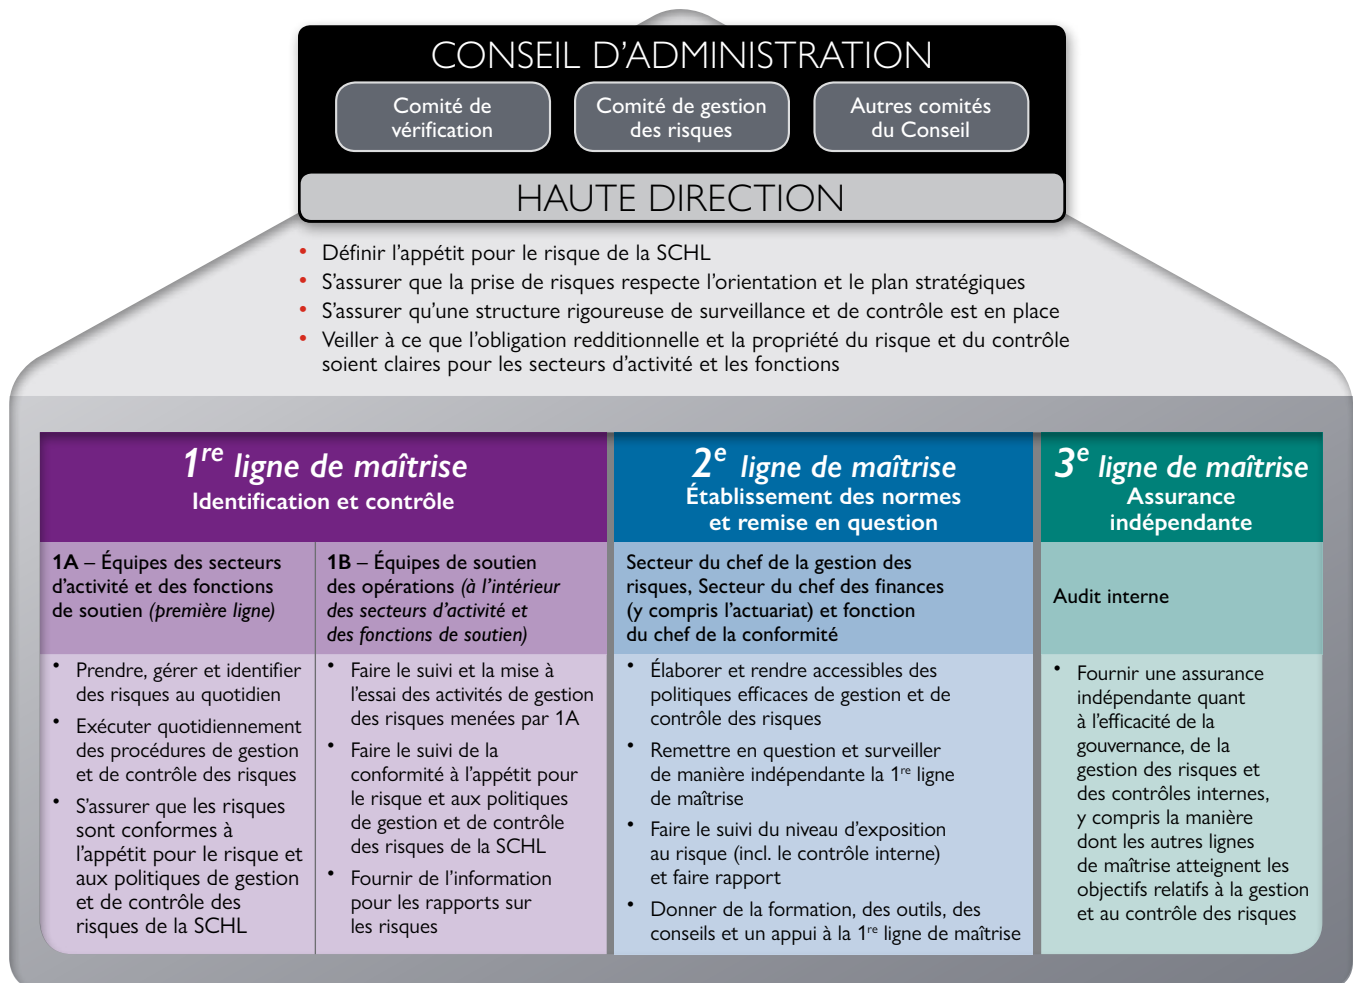 CONSEIL D’ADMINISTRATION
Comité de
vérification
Comité de gestion
des risques
Autres comités
du Conseil
HAUTE DIRECTION
• Définir l’appétit pour le risque de la SCHL
• S’assurer que la prise de risques respecte l’orientation et le plan stratégiques
• S’assurer qu’une structure rigoureuse de surveillance et de contrôle est en place
• Veiller à ce que l’obligation redditionnelle et la propriété du risque et du contrôle
soient claires pour les secteurs d’activité et les fonctions
1re ligne de maîtrise
Identification et contrôle
1A – Équipes des secteurs
d’activité et des fonctions
de soutien (première ligne)
• Prendre, gérer et identifier
des risques au quotidien
• Exécuter quotidiennement
des procédures de gestion
et de contrôle des risques
• S’assurer que les risques
sont conformes à
l’appétit pour le risque et
aux politiques de gestion
et de contrôle des
risques de la SCHL
1B – Équipes de soutien
des opérations (à l’intérieur
des secteurs d’activité et
des fonctions de soutien)
• Faire le suivi et la mise à
l’essai des activités de gestion
des risques menées par 1A
• Faire le suivi de la
conformité à l’appétit pour
le risque et aux politiques
de gestion et de contrôle
des risques de la SCHL
• Fournir de l’information
pour les rapports sur
les risques
2e ligne de maîtrise
Établissement des normes
et remise en question
Secteur du chef de la gestion des
risques, Secteur du chef des finances
(y compris l’actuariat) et fonction
du chef de la conformité
• Élaborer et rendre accessibles des
politiques efficaces de gestion et de
contrôle des risques
• Remettre en question et surveiller
de manière indépendante la 1re ligne
de maîtrise
• Faire le suivi du niveau d’exposition
au risque (incl. le contrôle interne)
et faire rapport
• Donner de la formation, des outils, des
conseils et un appui à la 1re ligne de maîtrise
3e ligne de maîtrise
Assurance
indépendante
Audit interne
• Fournir une assurance
indépendante quant
à l’efficacité de la
gouvernance, de la
gestion des risques et
des contrôles internes,
y compris la manière
dont les autres lignes
de maîtrise atteignent les
objectifs relatifs à la gestion
et au contrôle des risques